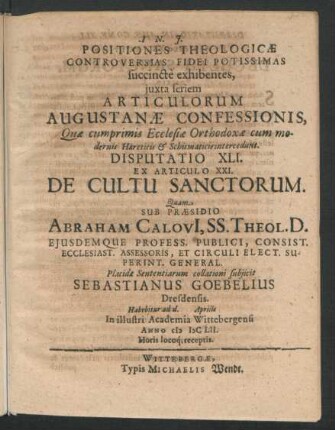 I. N. J.
POSITIONES THEOLOGICÆ
CONTROVERSIAS FIDEI POTISSIMAS
succinctè exhibentes,
juxta seriem
ARTICULORUM
AUGUSTANÆ CONFESSIONIS,
Quæ cumprimis Ecclesiæ Orthodoxæ cum mo-
dernis Hæreticis & Schismaticis intercedunt.
DISPUTATIO XLI.
EX ARTICULO XXI.
DE CULTU SANCTORUM.
Quam
SUB PRÆSIDIO
ABRAHAM CALOVI, SS. THEOL. D.
EJUSDEMQUE PROFESS. PUBLICI, CONSIST.
ECCLESIAST. ASSESSORIS, ET CIRCULI ELECT. SU-
PERINT. GENERAL.
Placidæ Sententiarum collationi subjicit
SEBASTIANUS GOEBELIUS
Dresdensis.
Habebitur ad d. Aprilis
In illustri Academia Wittebergensi
ANNO cIɔ IɔC LII.
Horis locoq; receptis.
WITTEBERGÆ,
Typis MICHAELIS Wendt.